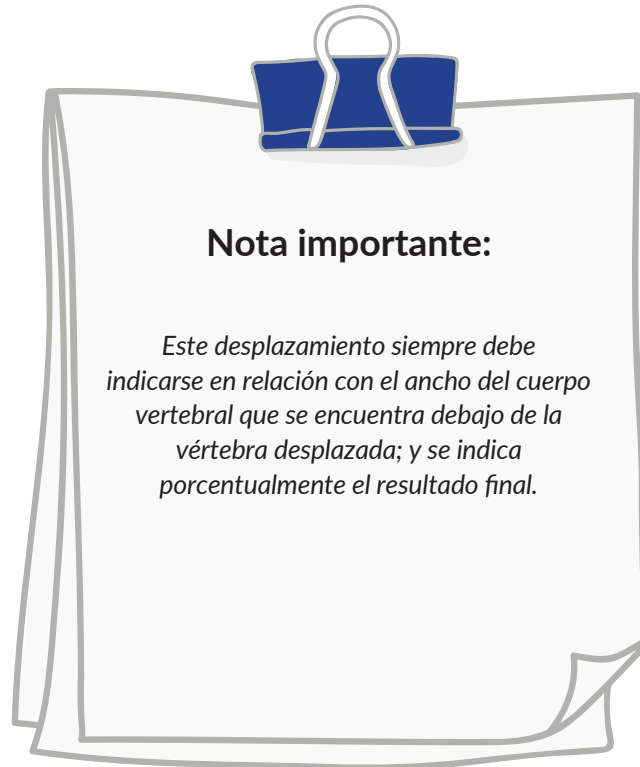 Nota importante:
Este desplazamiento siempre debe
indicarse en relación con el ancho del cuerpo
vertebral que se encuentra debajo de la
vértebra desplazada; y se indica
porcentualmente el resultado final.